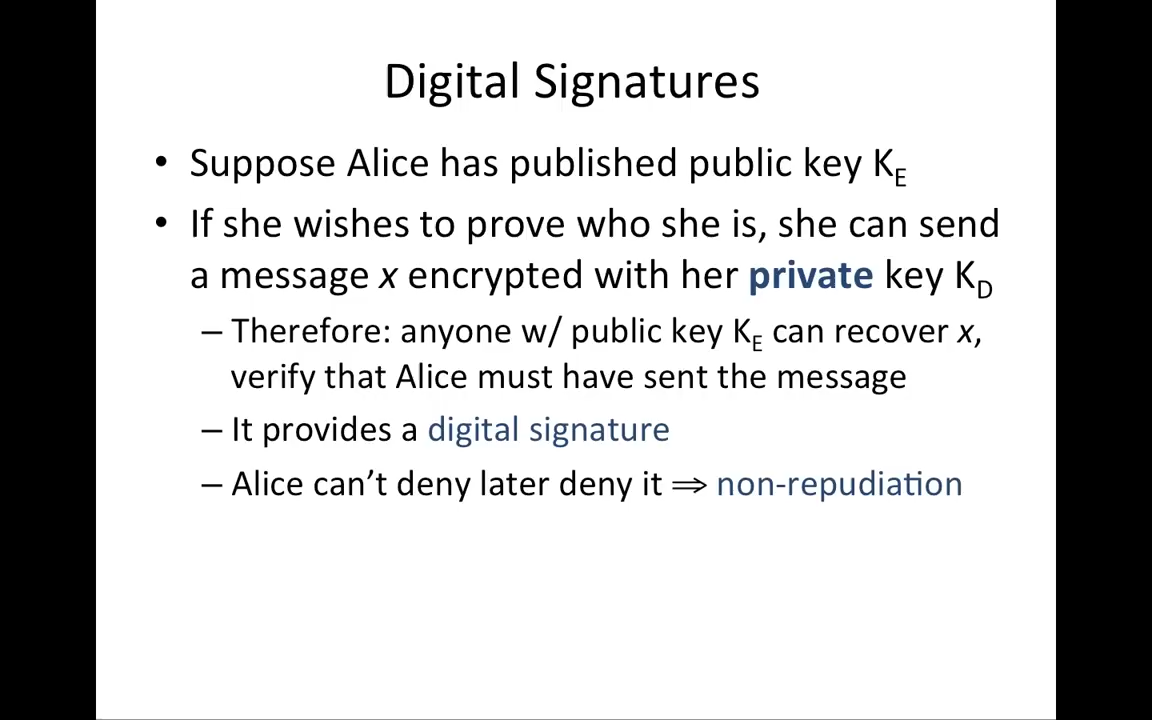 Digital Signatures
• Suppose Alice has published public key K_E
• If she wishes to prove who she is, she can send
a message x encrypted with her private key K_D
– Therefore: anyone w/ public key K_E can recover x,
verify that Alice must have sent the message
– It provides a digital signature
– Alice can’t deny later deny it ⇒ non-repudiation